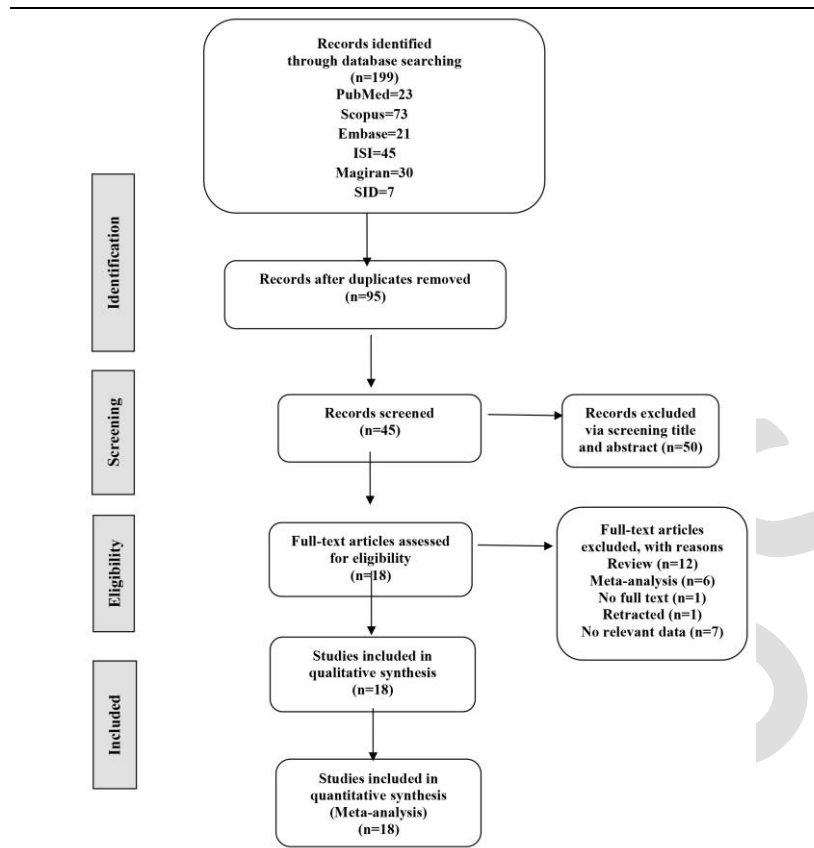 Records identified
through database searching
(n=199)
PubMed=23
Scopus=73
Embase=21
ISI=45
Magiran=30
SID=7
Identification
Records after duplicates removed
(n=95)
Screening
Records screened
(n=45)
Records excluded
via screening title
and abstract (n=50)
Eligibility
Full-text articles assessed
for eligibility
(n=18)
Full-text articles
excluded, with reasons
Review (n=12)
Meta-analysis (n=6)
No full text (n=1)
Retracted (n=1)
No relevant data (n=7)
Included
Studies included in
qualitative synthesis
(n=18)
Studies included in
quantitative synthesis
(Meta-analysis)
(n=18)